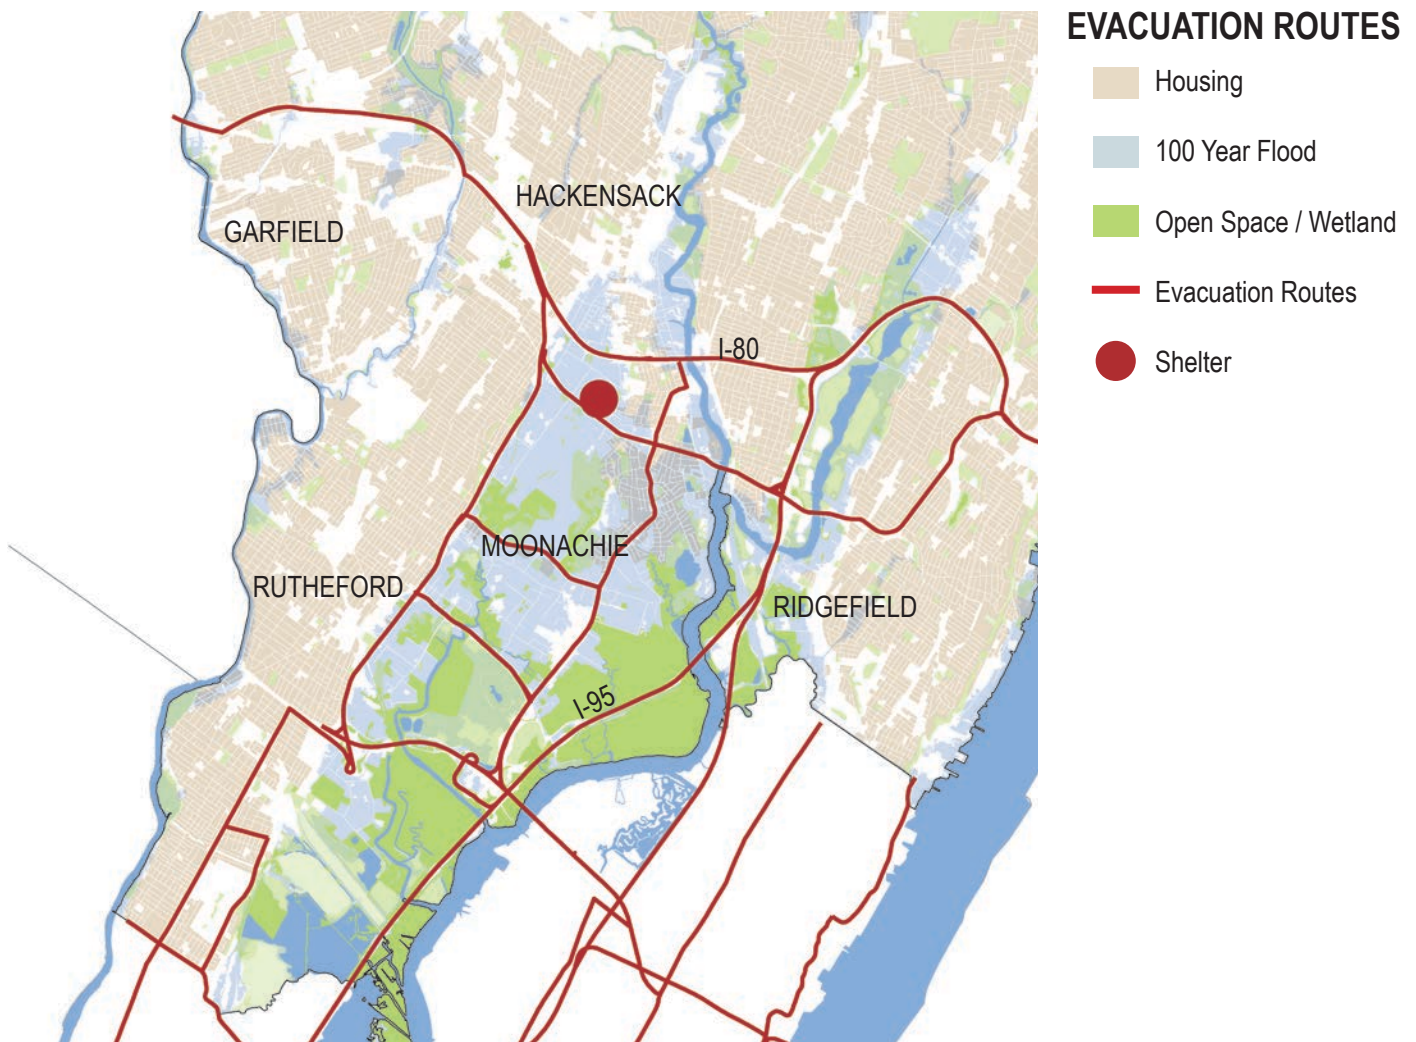 EVACUATION ROUTES
Housing
100 Year Flood
Open Space / Wetland
Evacuation Routes
Shelter
HACKENSACK
GARFIELD
I-80
MOONACHIE
RUTHEFORD
RIDGEFIELD
I-95